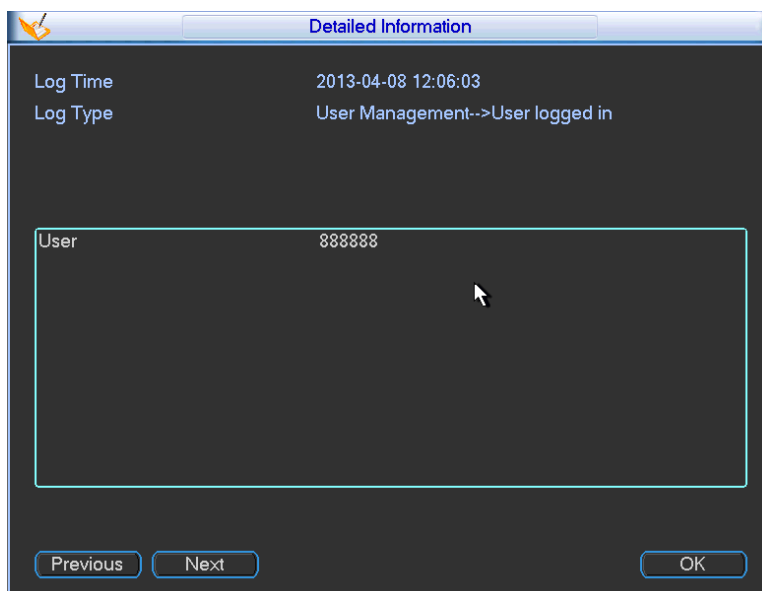 Detailed Information
Log Time 2013-04-08 12:06:03
Log Type User Management-->User logged in
User 888888
Previous Next OK